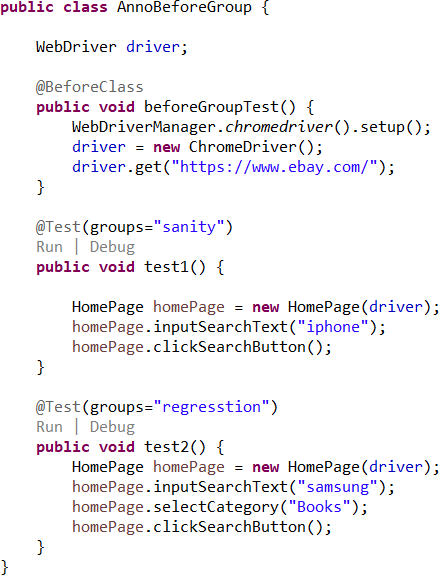 public class AnnoBeforeGroup {
WebDriver driver;
@BeforeClass
public void beforeGroupTest() {
WebDriverManager.chromedriver().setup();
driver = new ChromeDriver();
driver.get("https://www.ebay.com/");
}
@Test(groups="sanity")
Run | Debug
public void test1() {
HomePage homePage = new HomePage(driver);
homePage.inputSearchText("iphone");
homePage.clickSearchButton();
}
@Test(groups="regresstion")
Run | Debug
public void test2() {
HomePage homePage = new HomePage(driver);
homePage.inputSearchText("samsung");
homePage.selectCategory("Books");
homePage.clickSearchButton();
}
}